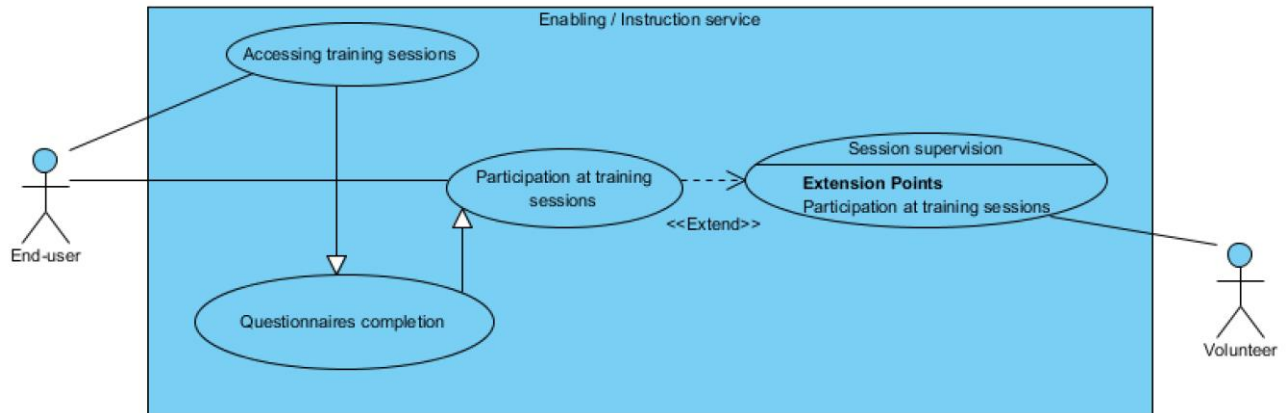 Enabling / Instruction service
Accessing training sessions
Participation at training
sessions
<<Extend>>
Session supervision
Extension Points
Participation at training sessions
End-user
Questionnaires completion
Volunteer